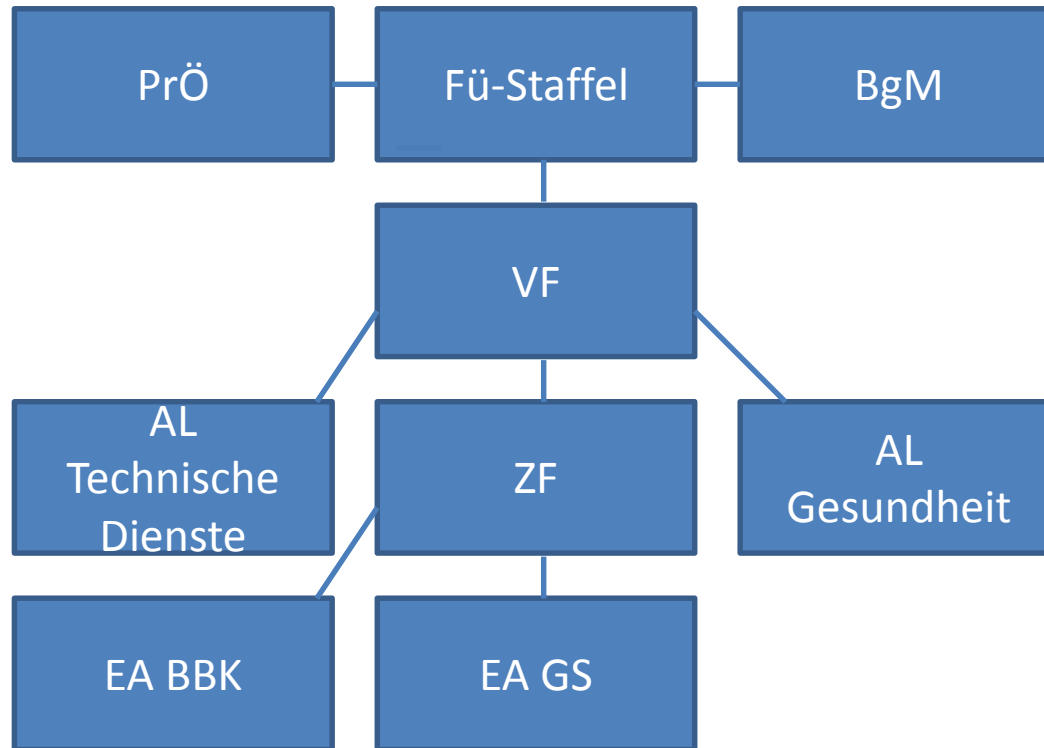 PrÖ
Fü-Staffel
BgM
VF
AL
Technische
Dienste
ZF
AL
Gesundheit
EA BBK
EA GS